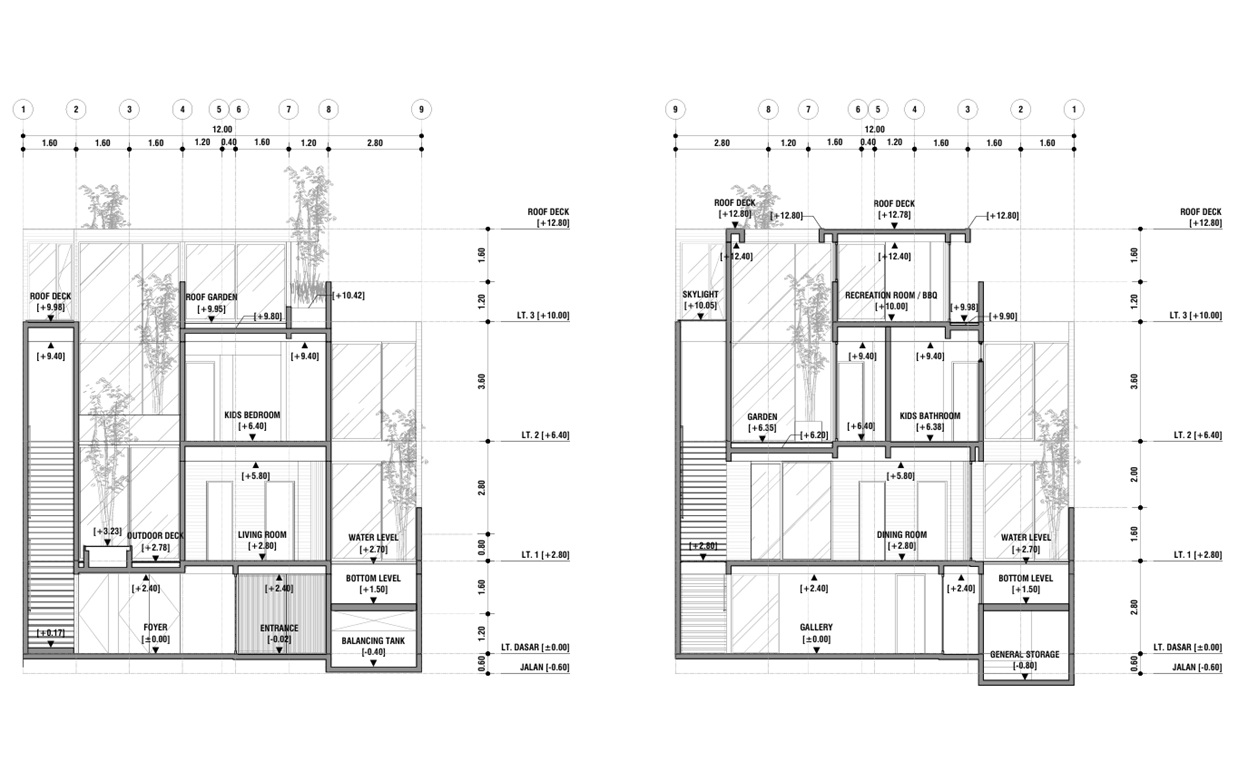 1 2 3 4 5 6 7 8 9
12.00
1.60 1.60 1.60 1.20 0.40 1.60 1.20 2.80
ROOF DECK
[+12.80]
1.60
ROOF DECK
[+9.98]
ROOF GARDEN
[+9.95]
[+10.42]
1.20
[+9.80]
LT. 3 [+10.00]
[+9.40]
[+9.40]
3.60
KIDS BEDROOM
[+6.40]
LT. 2 [+6.40]
[+5.80]
2.80
[+3.23]
OUTDOOR DECK
[+2.78]
LIVING ROOM
[+2.80]
WATER LEVEL
[+2.70]
0.80
LT. 1 [+2.80]
[+2.40]
[+2.40]
BOTTOM LEVEL
[+1.50]
1.60
[+0.17]
FOYER
[±0.00]
ENTRANCE
[-0.02]
BALANCING TANK
[-0.40]
1.20
LT. DASAR [±0.00]
0.60
JALAN [-0.60]
9 8 7 6 5 4 3 2 1
12.00
2.80 1.20 1.60 0.40 1.20 1.60 1.60 1.60
ROOF DECK
[+12.80]
[+12.80]
ROOF DECK
[+12.78]
[+12.80]
ROOF DECK
[+12.80]
[+12.40]
[+12.40]
1.60
SKYLIGHT
[+10.05]
RECREATION ROOM / BBQ
[+10.00]
[+9.98]
[+9.90]
1.20
LT. 3 [+10.00]
[+9.40]
[+9.40]
3.60
GARDEN
[+6.35]
[+6.20]
[+6.40]
KIDS BATHROOM
[+6.38]
LT. 2 [+6.40]
[+5.80]
2.00
[+2.80]
DINING ROOM
[+2.80]
WATER LEVEL
[+2.70]
1.60
LT. 1 [+2.80]
[+2.40]
[+2.40]
BOTTOM LEVEL
[+1.50]
2.80
GALLERY
[±0.00]
GENERAL STORAGE
[-0.80]
LT. DASAR [±0.00]
0.60
JALAN [-0.60]